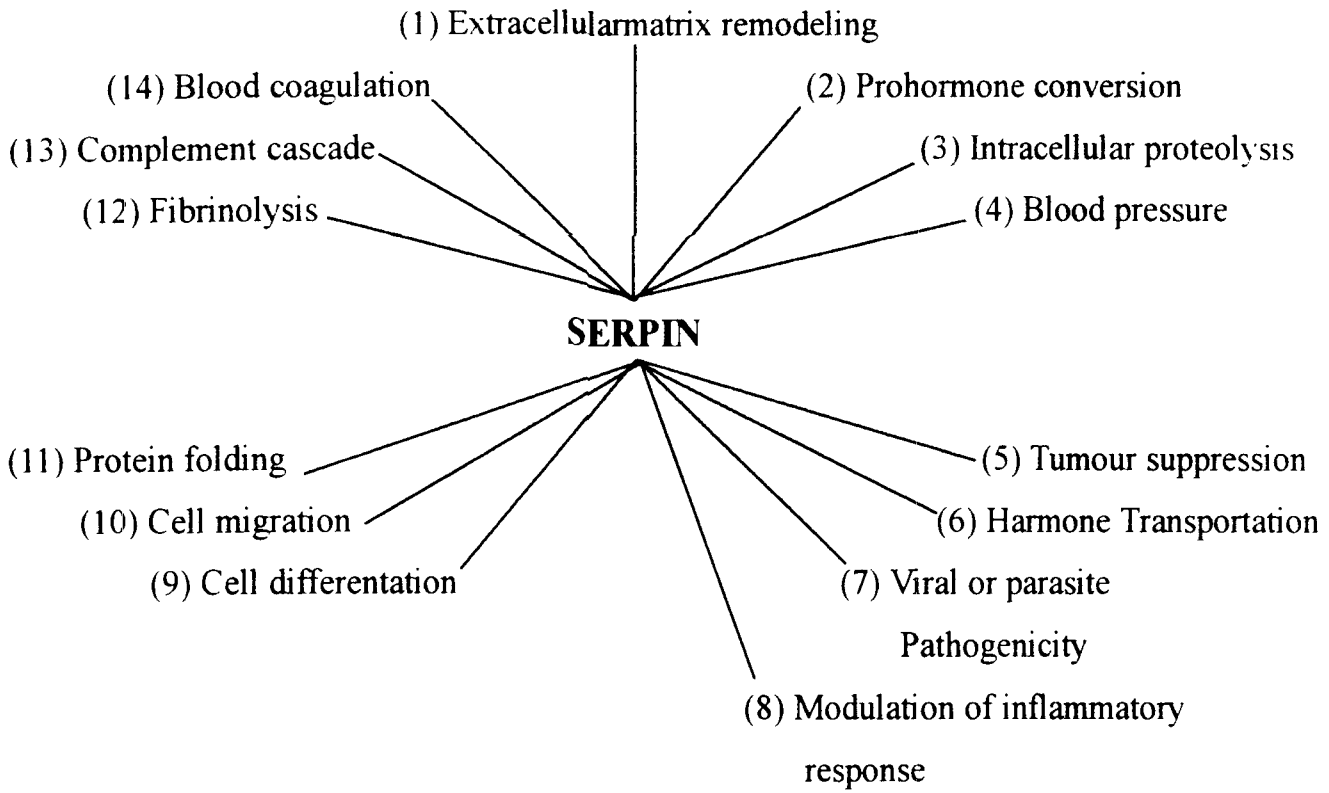 (1) Extracellularmatrix remodeling
(14) Blood coagulation
(2) Prohormone conversion
(13) Complement cascade
(3) Intracellular proteolysis
(12) Fibrinolysis
(4) Blood pressure
SERPIN
(11) Protein folding
(5) Tumour suppression
(10) Cell migration
(6) Harmone Transportation
(9) Cell differentation
(7) Viral or parasite
Pathogenicity
(8) Modulation of inflammatory
response